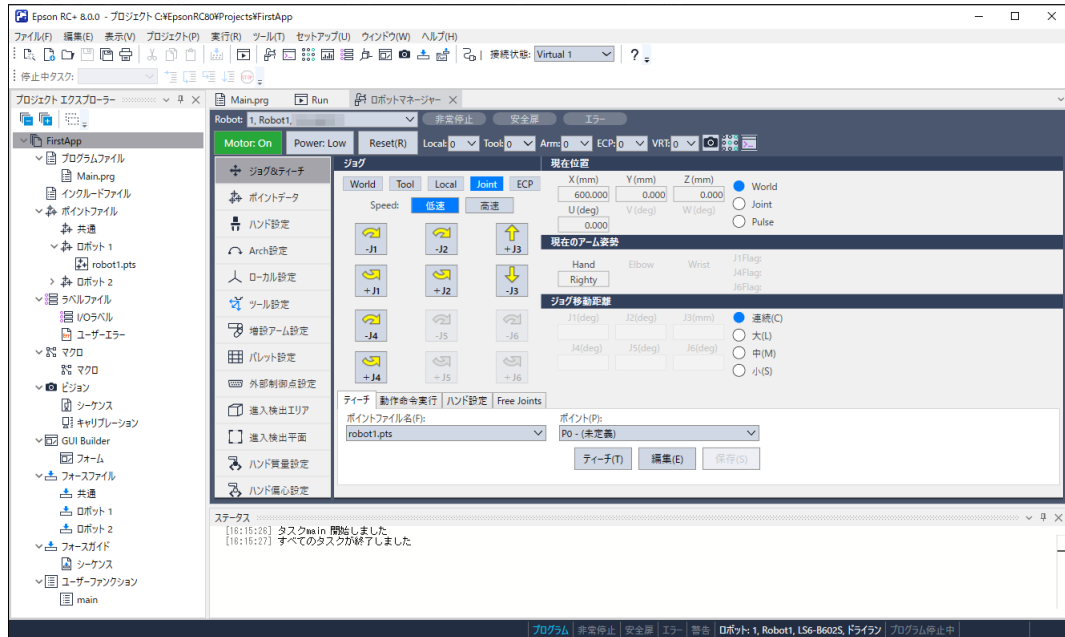 Epson RC+ 8.0.0 - プロジェクト C:¥EpsonRC80¥Projects¥FirstApp
ファイル(F) 編集(E) 表示(V) プロジェクト(P) 実行(R) ツール(T) セットアップ(U) ウィンドウ(W) ヘルプ(H)
接続状態: Virtual 1 ?
停止中タスク: STOP
プロジェクト エクスプローラー
FirstApp
プログラムファイル
Main.prg
インクルードファイル
ポイントファイル
共通
ロボット 1
robot1.pts
ロボット 2
ラベルファイル
I/Oラベル
ユーザーエラー
マクロ
マクロ
ビジョン
シーケンス
キャリブレーション
GUI Builder
フォーム
フォースファイル
共通
ロボット 1
ロボット 2
フォースガイド
シーケンス
ユーザーファンクション
main
Main.prg Run ロボットマネージャー
Robot: 1, Robot1, 非常停止 安全扉 エラー
Motor: On Power: Low Reset(R) Local: 0 Tool: 0 Arm: 0 ECP: 0 VRT: 0
ジョグ&ティーチ
ポイントデータ
ハンド設定
Arch設定
ローカル設定
ツール設定
増設アーム設定
パレット設定
外部制御点設定
進入検出エリア
進入検出平面
ハンド質量設定
ハンド偏心設定
ジョグ
World Tool Local Joint ECP
Speed: 低速 高速
-J1 -J2 +J3
+J1 +J2 -J3
-J4 -J5 -J6
+J4 +J5 +J6
現在位置
X (mm) Y (mm) Z (mm)
600.000 0.000 0.000
U (deg) V (deg) W (deg)
0.000
World
Joint
Pulse
現在のアーム姿勢
Hand Elbow Wrist
Righty
J1Flag:
J4Flag:
J6Flag:
ジョグ移動距離
J1(deg) J2(deg) J3(mm)
J4(deg) J5(deg) J6(deg)
連続(C)
大(L)
中(M)
小(S)
ティーチ 動作命令実行 ハンド設定 Free Joints
ポイントファイル名(F): ポイント(P):
robot1.pts P0 - (未定義)
ティーチ(T) 編集(E) 保存(S)
ステータス
[16:15:26] タスクmain 開始しました
[16:15:27] すべてのタスクが終了しました
プログラム 非常停止 安全扉 エラー 警告 ロボット: 1, Robot1, LS6-B602S, ドライラン プログラム停止中